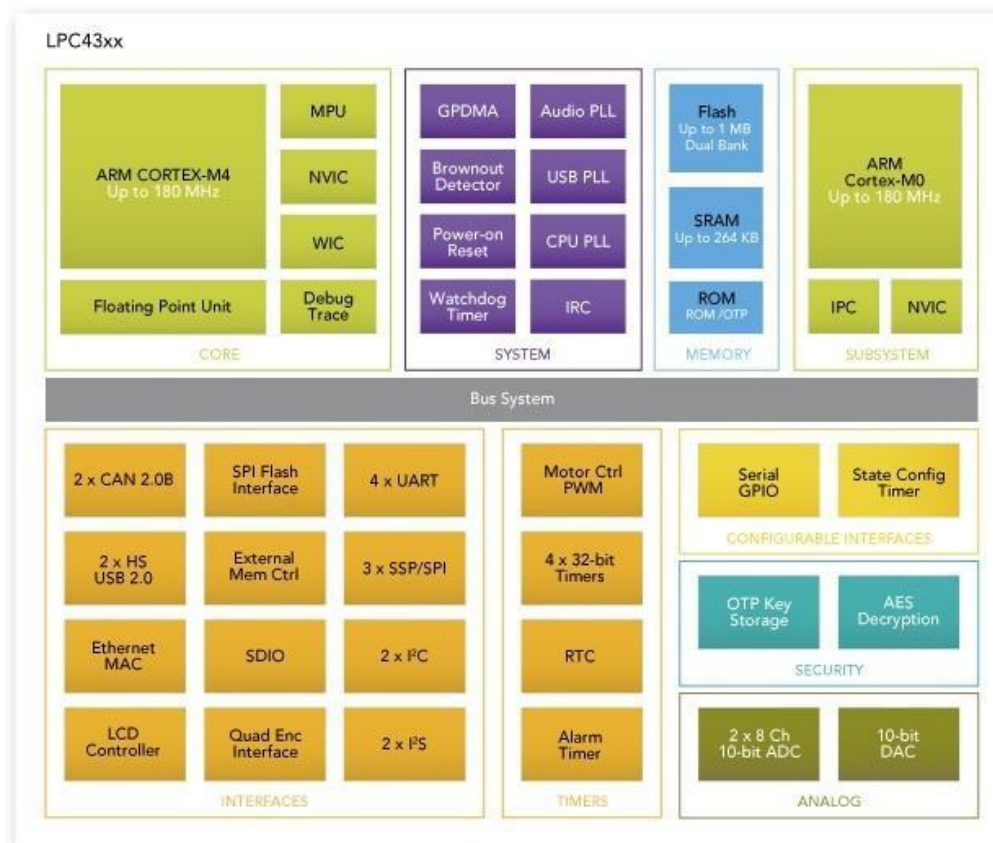 LPC43xx
ARM CORTEX-M4
Up to 180 MHz
MPU
NVIC
WIC
Floating Point Unit
Debug
Trace
CORE
GPDMA
Audio PLL
Brownout
Detector
USB PLL
Power-on
Reset
CPU PLL
Watchdog
Timer
IRC
SYSTEM
Flash
Up to 1 MB
Dual Bank
SRAM
Up to 264 KB
ROM
ROM /OTP
MEMORY
ARM
Cortex-M0
Up to 180 MHz
IPC
NVIC
SUBSYSTEM
Bus System
2 x CAN 2.0B
SPI Flash
Interface
4 x UART
2 x HS
USB 2.0
External
Mem Ctrl
3 x SSP/SPI
Ethernet
MAC
SDIO
2 x I²C
LCD
Controller
Quad Enc
Interface
2 x I²S
INTERFACES
Motor Ctrl
PWM
4 x 32-bit
Timers
RTC
Alarm
Timer
TIMERS
Serial
GPIO
State Config
Timer
CONFIGURABLE INTERFACES
OTP Key
Storage
AES
Decryption
SECURITY
2 x 8 Ch
10-bit ADC
10-bit
DAC
ANALOG